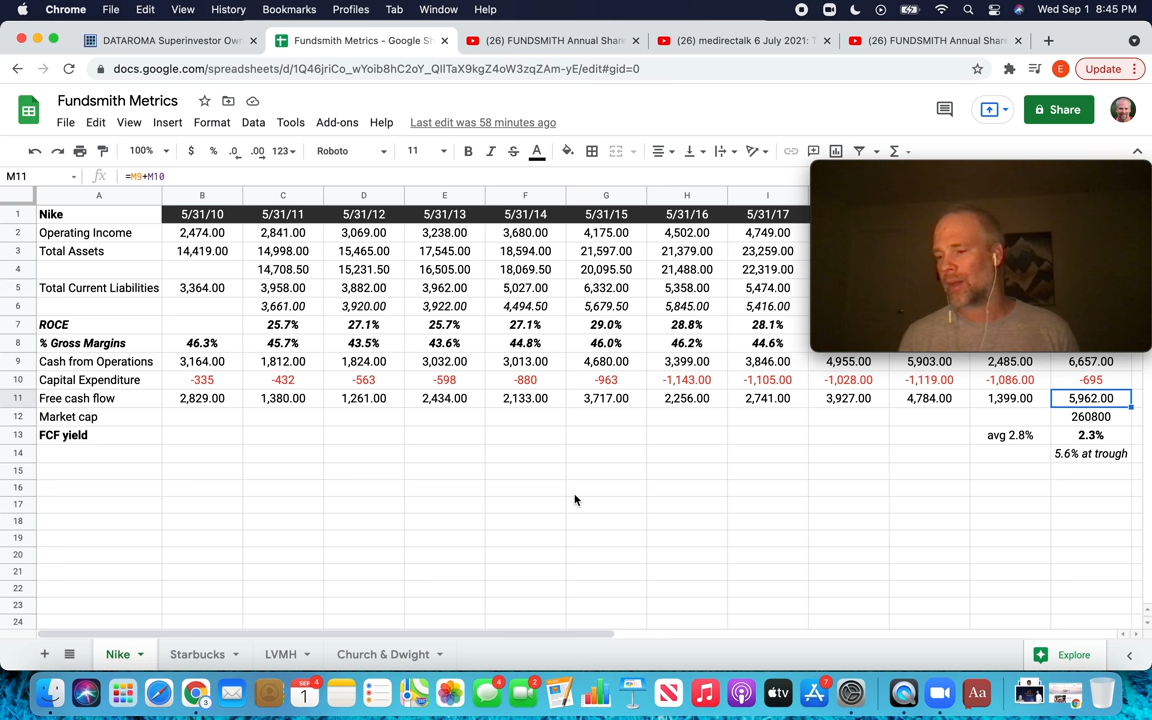 Chrome File Edit View History Bookmarks Profiles Tab Window Help Wed Sep 1 8:45 PM
DATAROMA Superinvestor Own Fundsmith Metrics - Google Sh (26) FUNDSMITH Annual Share (26) medirectalk 6 July 2021: T (26) FUNDSMITH Annual Share
docs.google.com/spreadsheets/d/1Q46jriCo_wYoib8hC2oY_QIlTaX9kgZ4oW3zqZAm-yE/edit#gid=0 E Update
Fundsmith Metrics
File Edit View Insert Format Data Tools Add-ons Help Last edit was 58 minutes ago Share
100% $ % .0 .00 123 Roboto 11 B I S A
M11 fx =M9+M10
A B C D E F G H I
1 Nike 5/31/10 5/31/11 5/31/12 5/31/13 5/31/14 5/31/15 5/31/16 5/31/17
2 Operating Income 2,474.00 2,841.00 3,069.00 3,238.00 3,680.00 4,175.00 4,502.00 4,749.00
3 Total Assets 14,419.00 14,998.00 15,465.00 17,545.00 18,594.00 21,597.00 21,379.00 23,259.00
4 14,708.50 15,231.50 16,505.00 18,069.50 20,095.50 21,488.00 22,319.00
5 Total Current Liabilities 3,364.00 3,958.00 3,882.00 3,962.00 5,027.00 6,332.00 5,358.00 5,474.00
6 3,661.00 3,920.00 3,922.00 4,494.50 5,679.50 5,845.00 5,416.00
7 ROCE 25.7% 27.1% 25.7% 27.1% 29.0% 28.8% 28.1%
8 % Gross Margins 46.3% 45.7% 43.5% 43.6% 44.8% 46.0% 46.2% 44.6%
9 Cash from Operations 3,164.00 1,812.00 1,824.00 3,032.00 3,013.00 4,680.00 3,399.00 3,846.00 4,955.00 5,903.00 2,485.00 6,657.00
10 Capital Expenditure -335 -432 -563 -598 -880 -963 -1,143.00 -1,105.00 -1,028.00 -1,119.00 -1,086.00 -695
11 Free cash flow 2,829.00 1,380.00 1,261.00 2,434.00 2,133.00 3,717.00 2,256.00 2,741.00 3,927.00 4,784.00 1,399.00 5,962.00
12 Market cap 260800
13 FCF yield avg 2.8% 2.3%
14 5.6% at trough
15
16
17
18
19
20
21
22
23
24
Nike Starbucks LVMH Church & Dwight Explore
SEP 1 3 4 2 tv 7 Aa